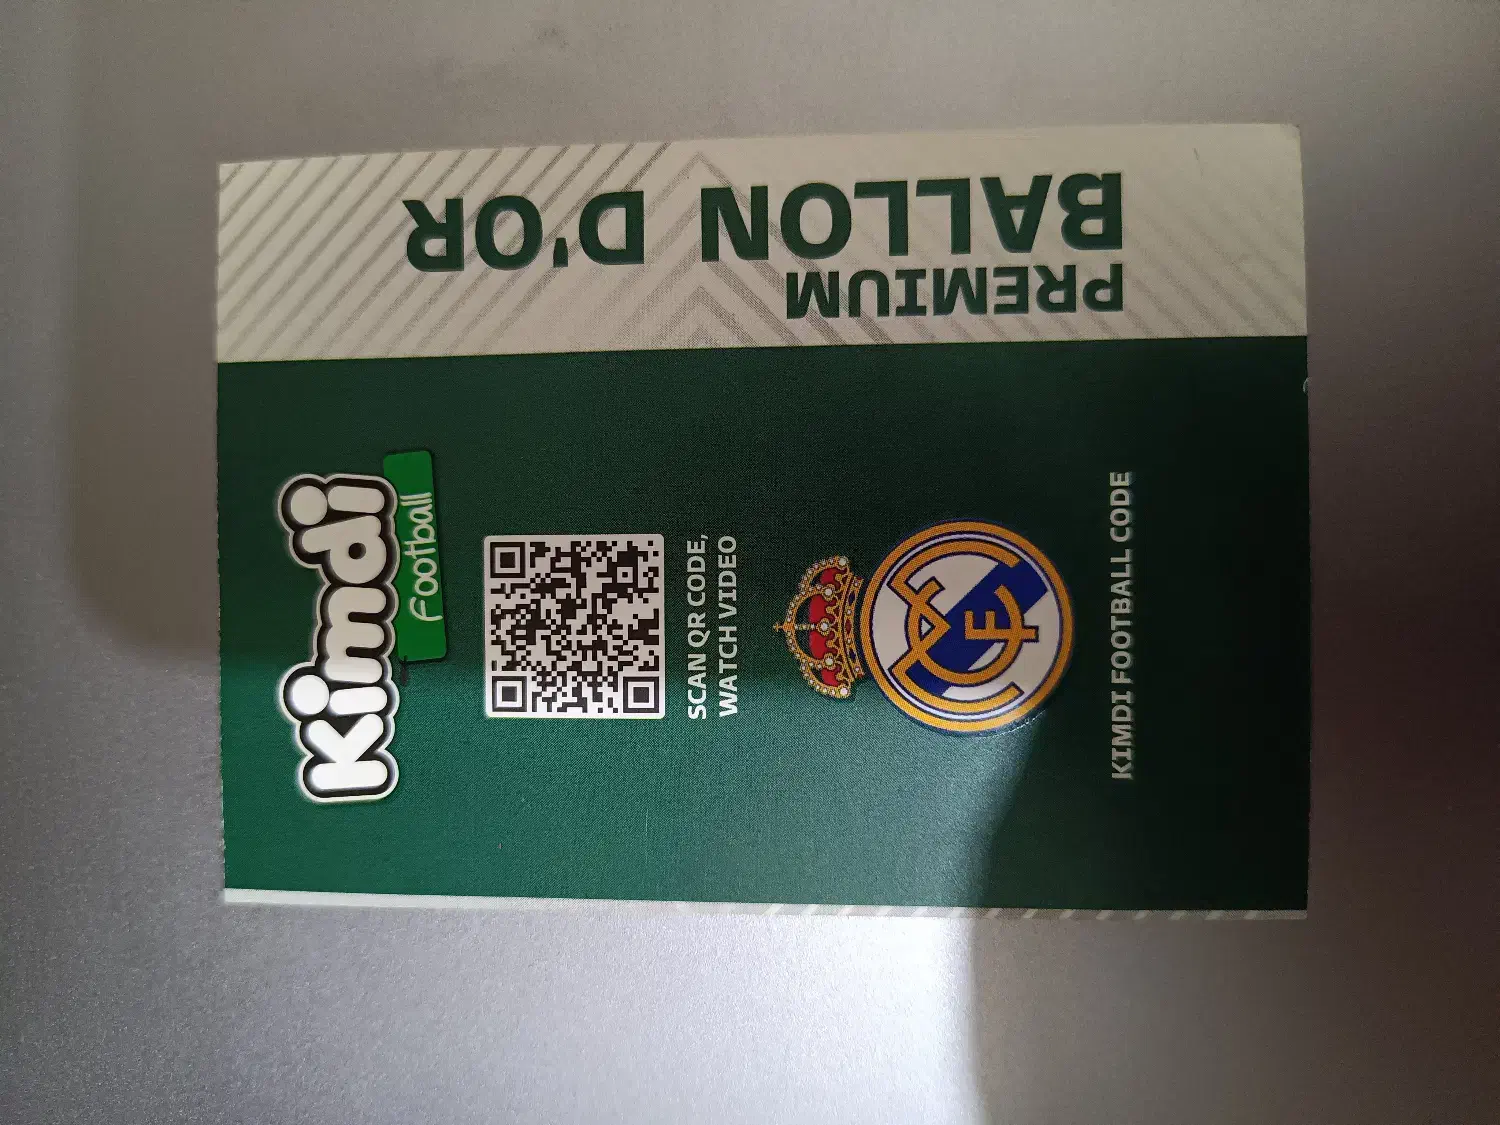 PREMIUM
BALLON D'OR
Kimdi
football
SCAN QR CODE,
WATCH VIDEO
KIMDI FOOTBALL CODE